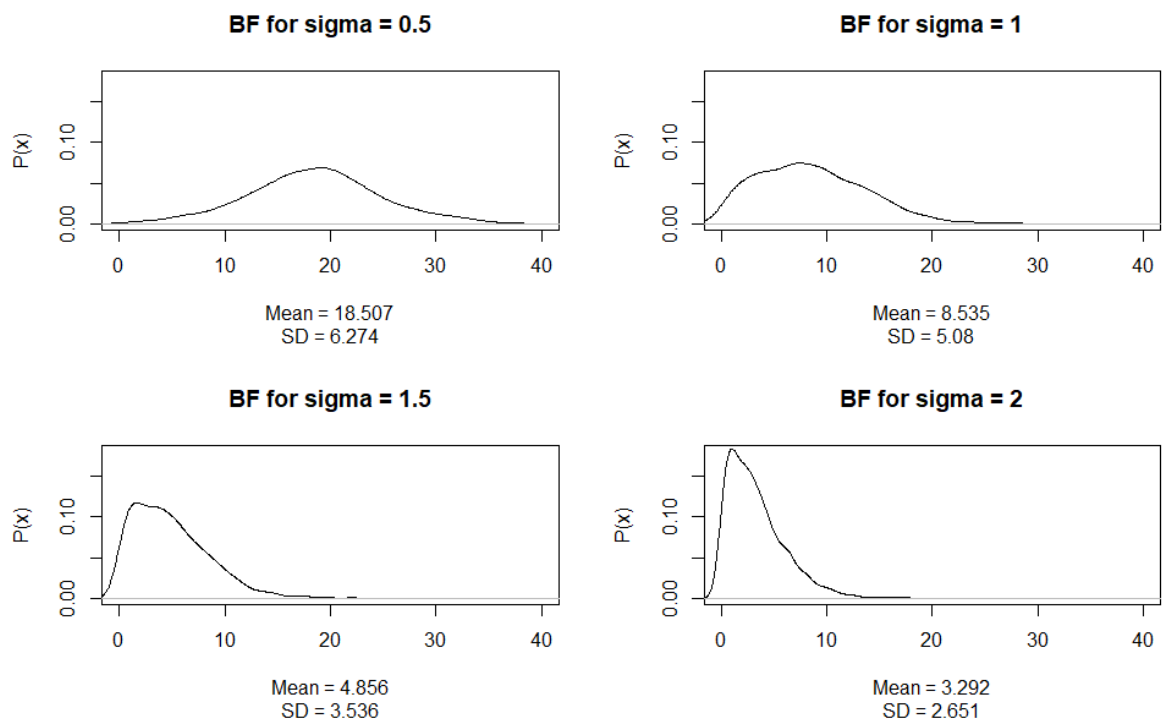 BF for sigma = 0.5
P(x)
0.00
0.10
0
10
20
30
40
Mean = 18.507
SD = 6.274
BF for sigma = 1
P(x)
0.00
0.10
0
10
20
30
40
Mean = 8.535
SD = 5.08
BF for sigma = 1.5
P(x)
0.00
0.10
0
10
20
30
40
Mean = 4.856
SD = 3.536
BF for sigma = 2
P(x)
0.00
0.10
0
10
20
30
40
Mean = 3.292
SD = 2.651